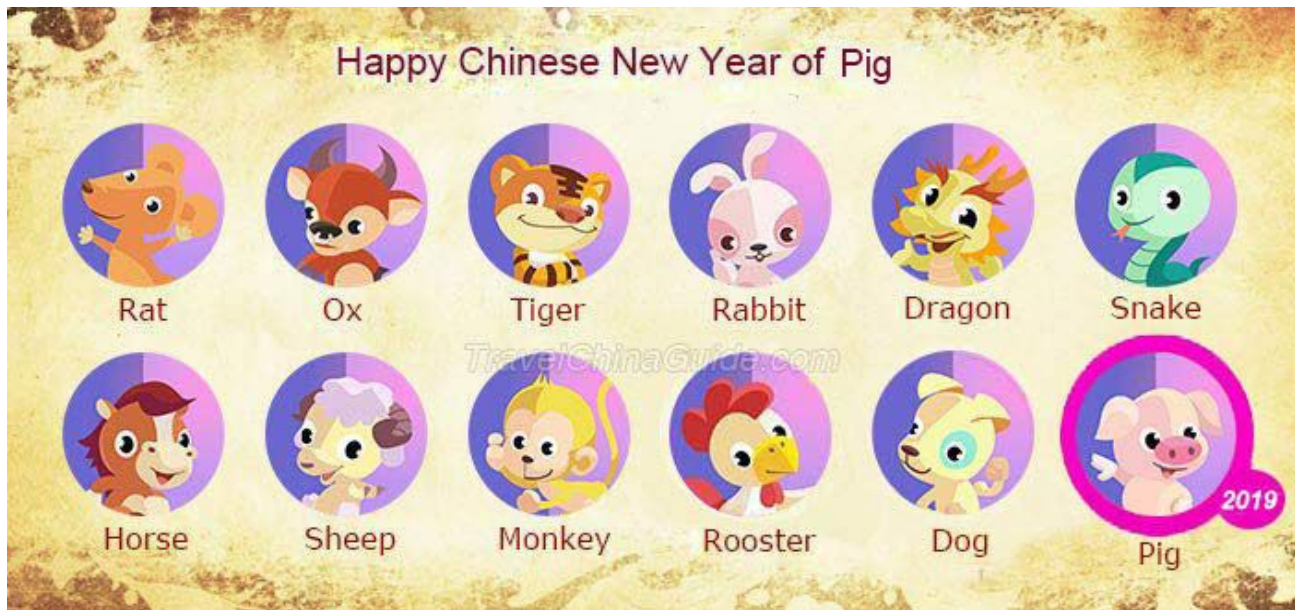 Happy Chinese New Year of Pig
Rat Ox Tiger Rabbit Dragon Snake
TravelChinaGuide.com
2019
Horse Sheep Monkey Rooster Dog Pig